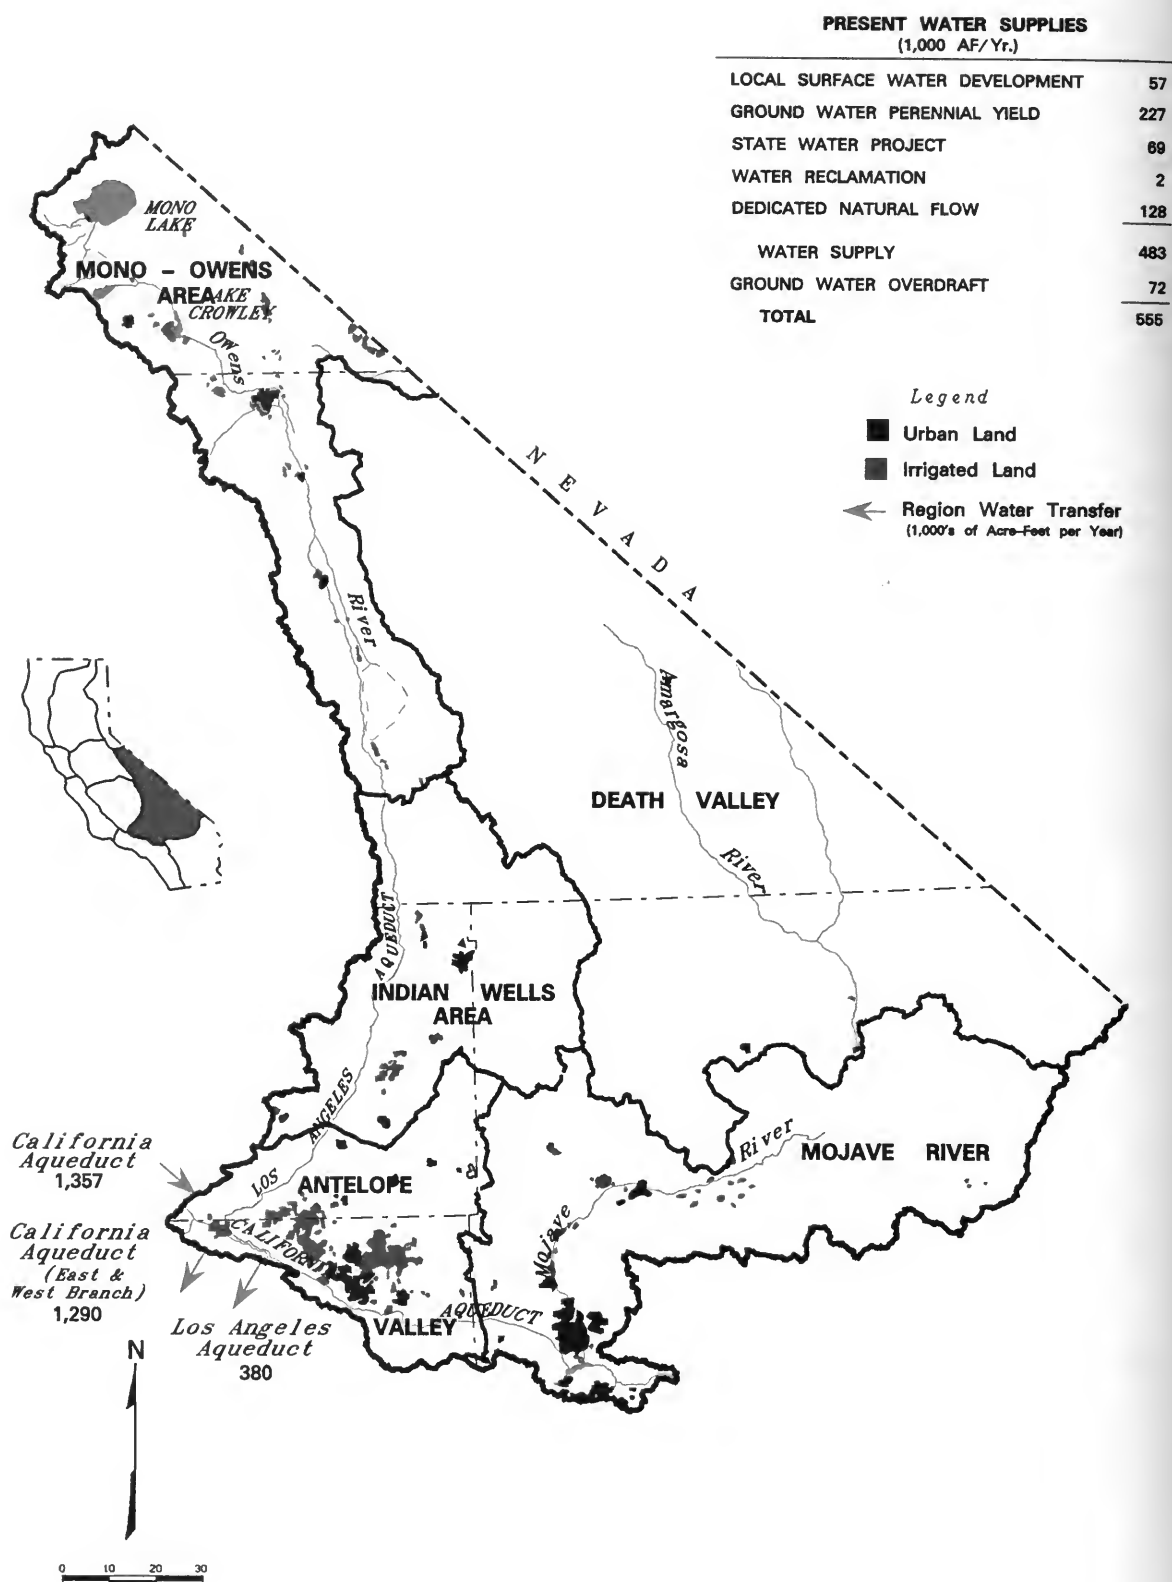 PRESENT WATER SUPPLIES
(1,000 AF/Yr.)
LOCAL SURFACE WATER DEVELOPMENT 57
GROUND WATER PERENNIAL YIELD 227
STATE WATER PROJECT 69
WATER RECLAMATION 2
DEDICATED NATURAL FLOW 128
WATER SUPPLY 483
GROUND WATER OVERDRAFT 72
TOTAL 555
Legend
Urban Land
Irrigated Land
Region Water Transfer
(1,000's of Acre-Feet per Year)
MONO
LAKE
MONO - OWENS
AREA
LAKE
CROWLEY
Owens
River
NEVADA
Amargosa
River
DEATH VALLEY
LOS ANGELES AQUEDUCT
INDIAN WELLS
AREA
California
Aqueduct
1,357
ANTELOPE
VALLEY
CALIFORNIA
AQUEDUCT
Mojave
River
MOJAVE RIVER
California
Aqueduct
(East &
West Branch)
1,290
Los Angeles
Aqueduct
380
N
0 10 20 30